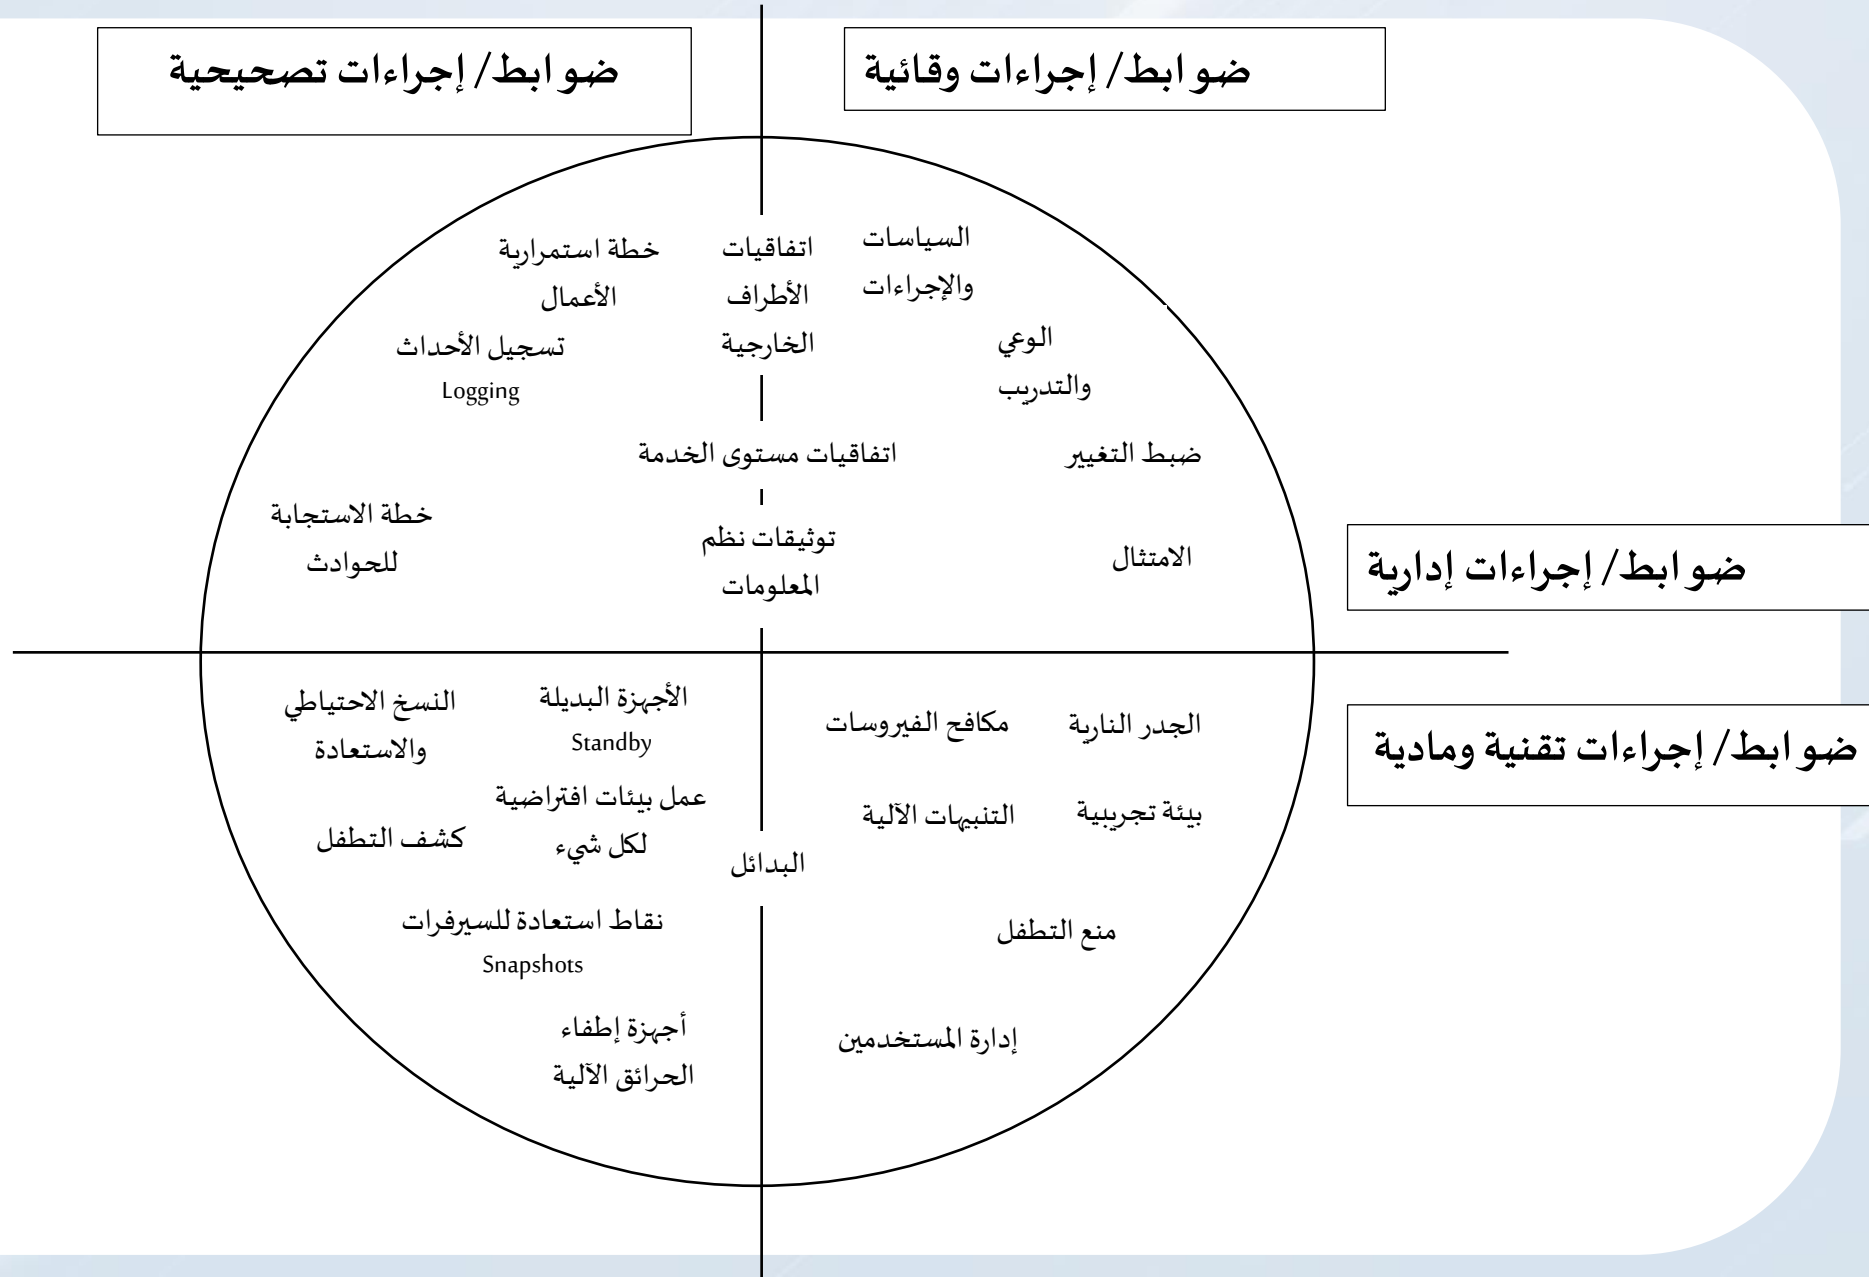 ضوابط/ إجراءات وقائية
ضوابط/ إجراءات تصحيحية
السياسات
والإجراءات
الوعي
والتدريب
ضبط التغيير
الامتثال
اتفاقيات
الأطراف
الخارجية
اتفاقيات مستوى الخدمة
توثيقات نظم
المعلومات
خطة استمرارية
الأعمال
تسجيل الأحداث
Logging
خطة الاستجابة
للحوادث
ضوابط/ إجراءات إدارية
ضوابط/ إجراءات تقنية ومادية
الجدر النارية
مكافح الفيروسات
بيئة تجريبية
التنبيهات الآلية
منع التطفل
إدارة المستخدمين
البدائل
الأجهزة البديلة
Standby
النسخ الاحتياطي
والاستعادة
عمل بيئات افتراضية
لكل شيء
كشف التطفل
نقاط استعادة للسيرفرات
Snapshots
أجهزة إطفاء
الحرائق الآلية